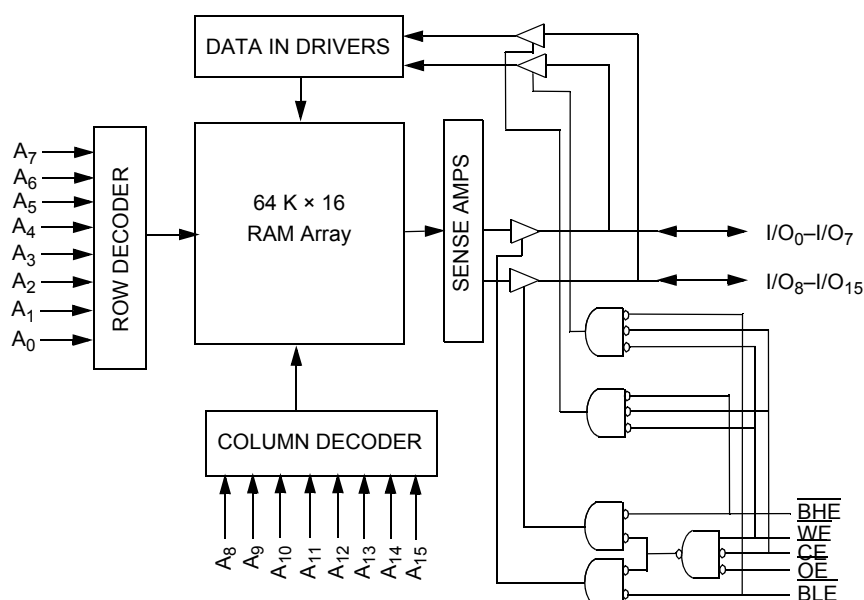 DATA IN DRIVERS
A7
A6
A5
A4
A3
A2
A1
A0
ROW DECODER
64 K × 16
RAM Array
SENSE AMPS
I/O0–I/O7
I/O8–I/O15
COLUMN DECODER
A8
A9
A10
A11
A12
A13
A14
A15
BHE
WE
CE
OE
BLE